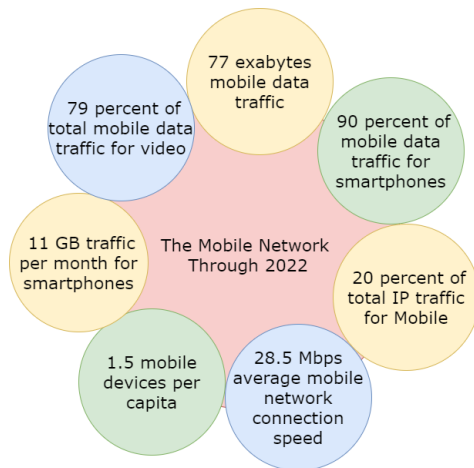 77 exabytes
mobile data
traffic
79 percent of
total mobile data
traffic for video
90 percent of
mobile data
traffic for
smartphones
The Mobile Network
Through 2022
11 GB traffic
per month for
smartphones
20 percent of
total IP traffic
for Mobile
1.5 mobile
devices per
capita
28.5 Mbps
average mobile
network
connection
speed